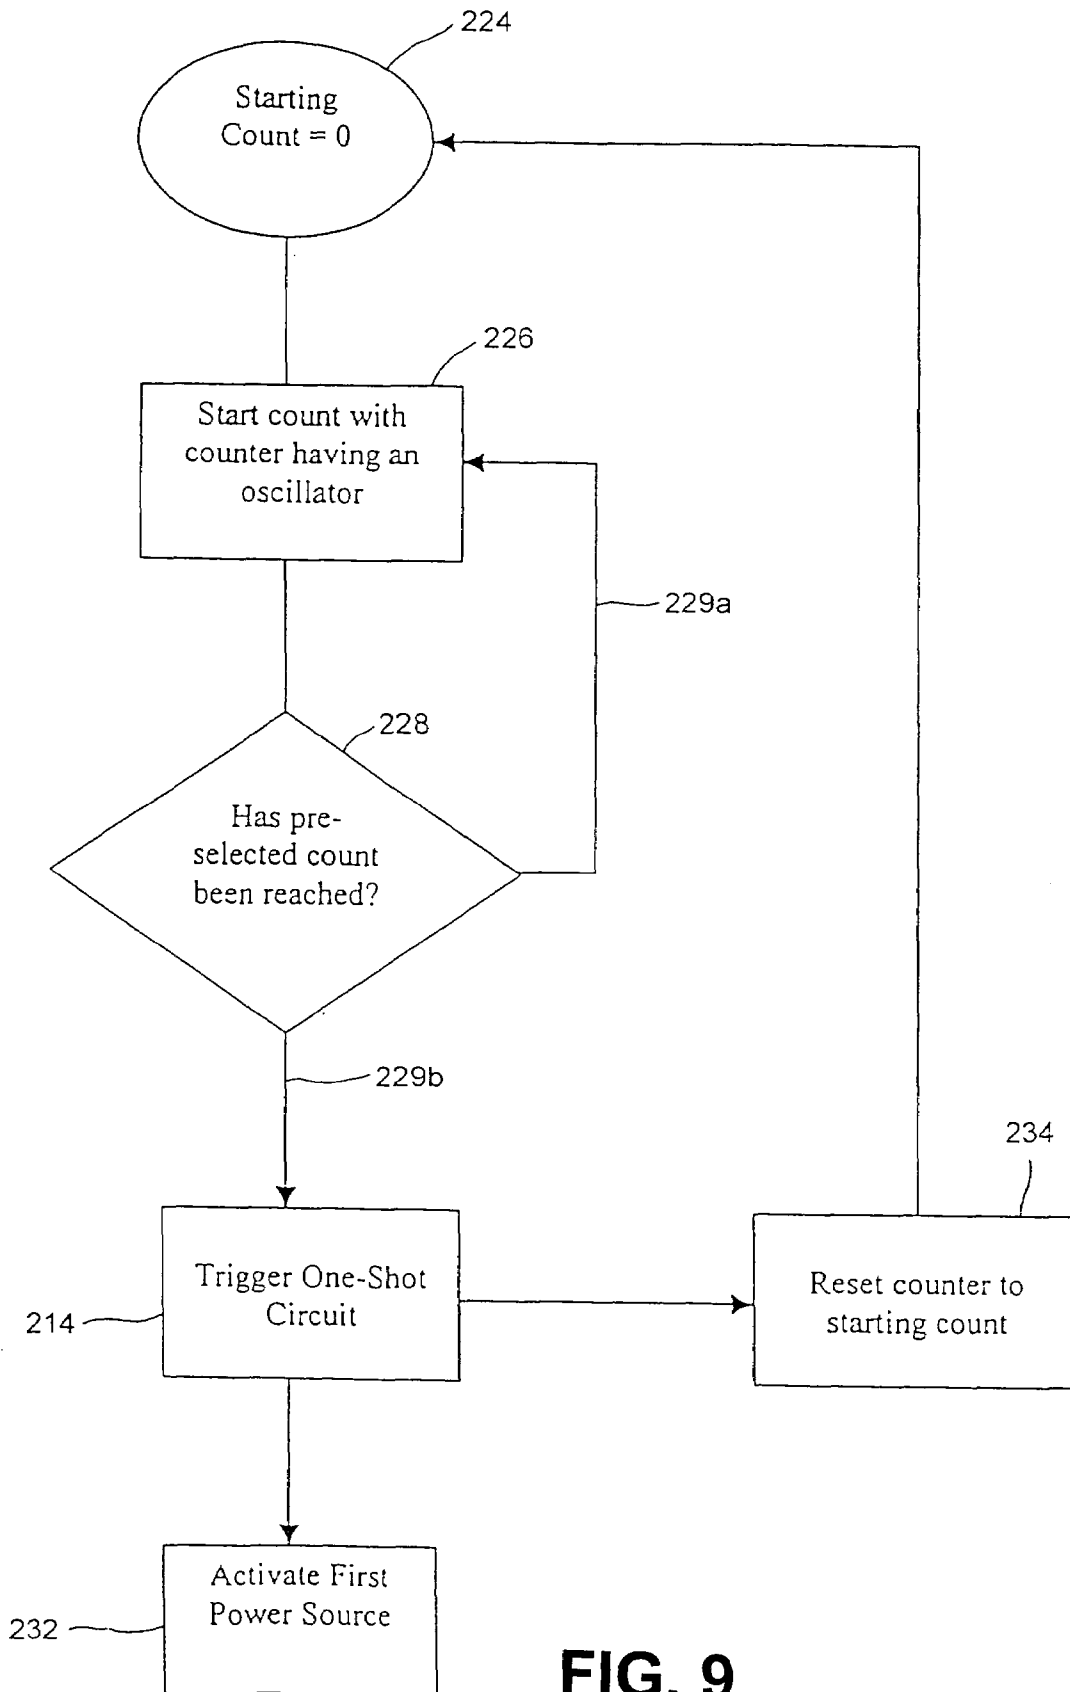 224
Starting
Count = 0
226
Start count with
counter having an
oscillator
229a
228
Has pre-
selected count
been reached?
229b
234
Trigger One-Shot
Circuit
214
Reset counter to
starting count
Activate First
Power Source
232
FIG. 9